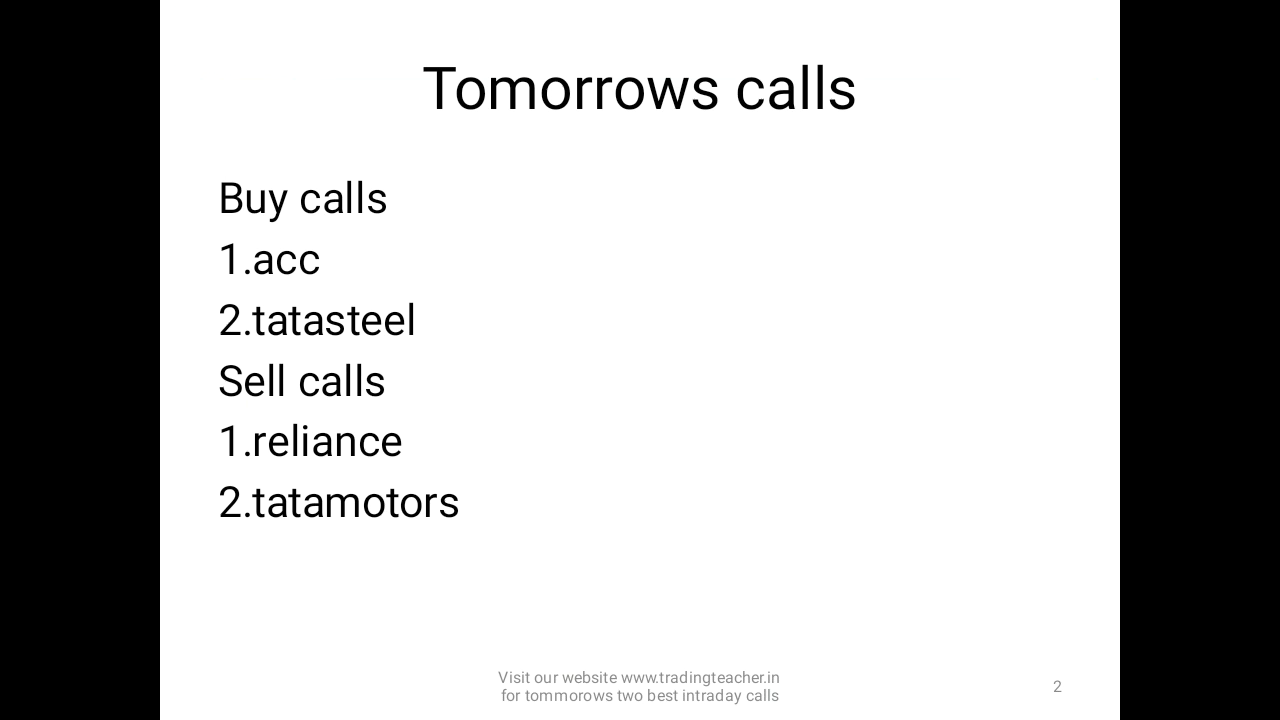 Tomorrows calls
Buy calls
1.acc
2.tatasteel
Sell calls
1.reliance
2.tatamotors
Visit our website www.tradingteacher.in
for tommorows two best intraday calls
2